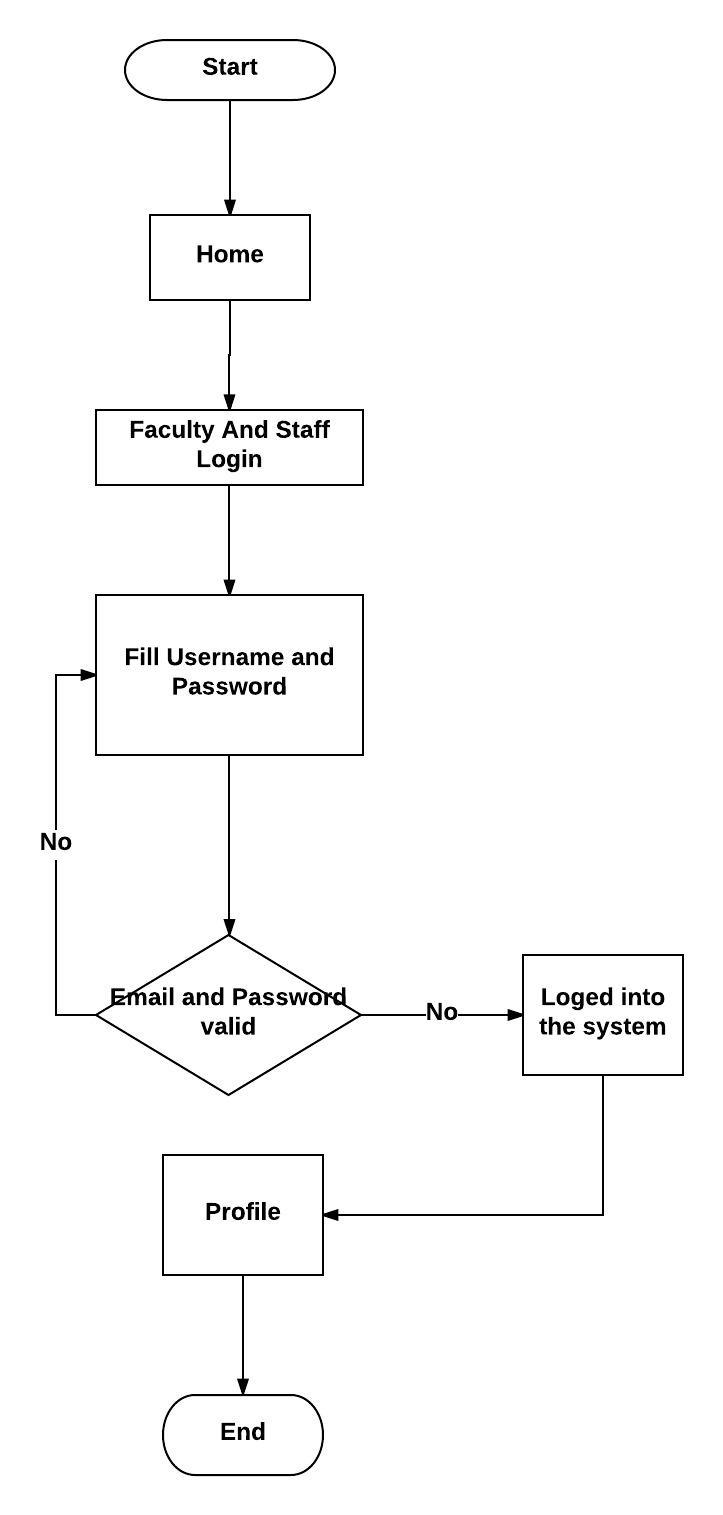 Start
Home
Faculty And Staff
Login
Fill Username and
Password
No
Email and Password
valid
No
Loged into
the system
Profile
End